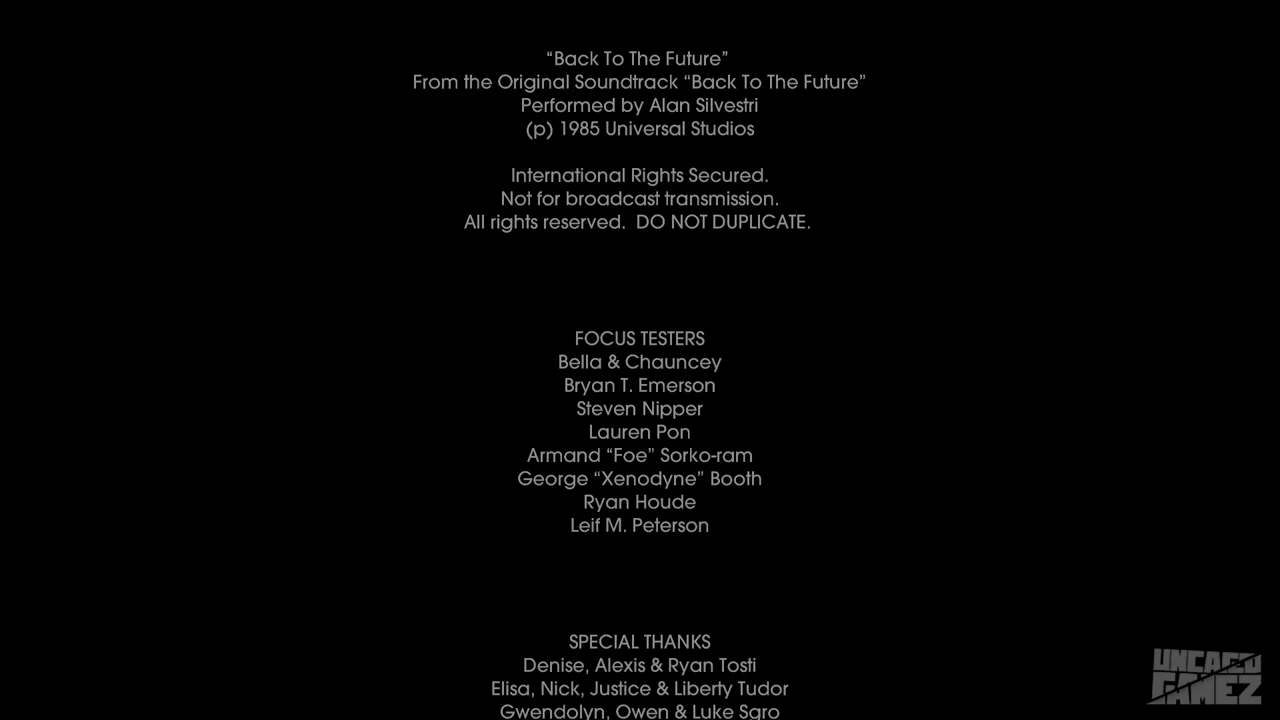 “Back To The Future”
From the Original Soundtrack “Back To The Future”
Performed by Alan Silvestri
(p) 1985 Universal Studios
International Rights Secured.
Not for broadcast transmission.
All rights reserved.  DO NOT DUPLICATE.
FOCUS TESTERS
Bella & Chauncey
Bryan T. Emerson
Steven Nipper
Lauren Pon
Armand “Foe” Sorko-ram
George “Xenodyne” Booth
Ryan Houde
Leif M. Peterson
SPECIAL THANKS
Denise, Alexis & Ryan Tosti
Elisa, Nick, Justice & Liberty Tudor
Gwendolyn, Owen & Luke Sgro
UNCAGED
GAMEZ